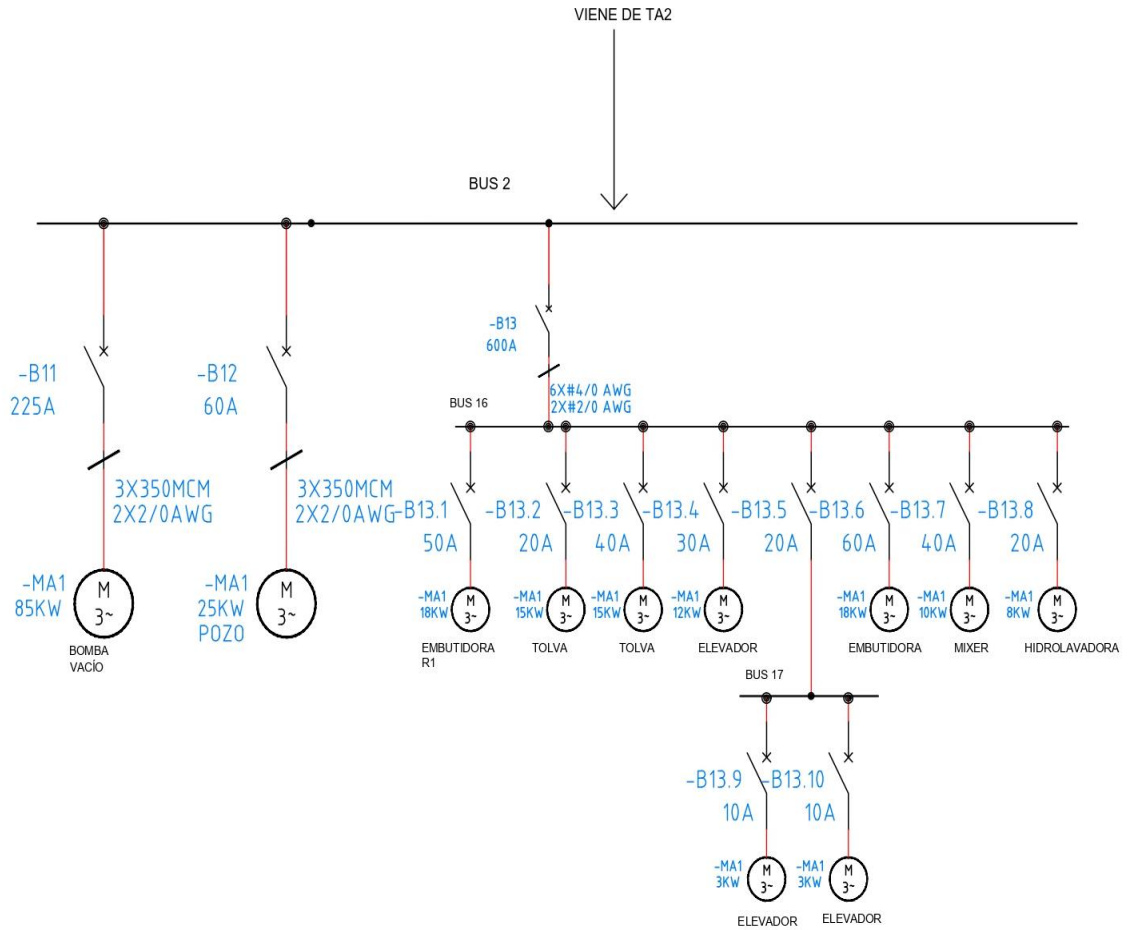 VIENE DE TA2
BUS 2
-B11
225A
3X350MCM
2X2/0AWG
-MA1
85KW
M
3~
BOMBA
VACÍO
-B12
60A
3X350MCM
2X2/0AWG
-MA1
25KW
POZO
M
3~
-B13
600A
6X#4/0 AWG
2X#2/0 AWG
BUS 16
-B13.1
50A
-MA1
18KW
M
3~
EMBUTIDORA
R1
-B13.2
20A
-MA1
15KW
M
3~
TOLVA
-B13.3
40A
-MA1
15KW
M
3~
TOLVA
-B13.4
30A
-MA1
12KW
M
3~
ELEVADOR
-B13.5
20A
-B13.6
60A
-MA1
18KW
M
3~
EMBUTIDORA
-B13.7
40A
-MA1
10KW
M
3~
MIXER
-B13.8
20A
-MA1
8KW
M
3~
HIDROLAVADORA
BUS 17
-B13.9
10A
-MA1
3KW
M
3~
ELEVADOR
-B13.10
10A
-MA1
3KW
M
3~
ELEVADOR